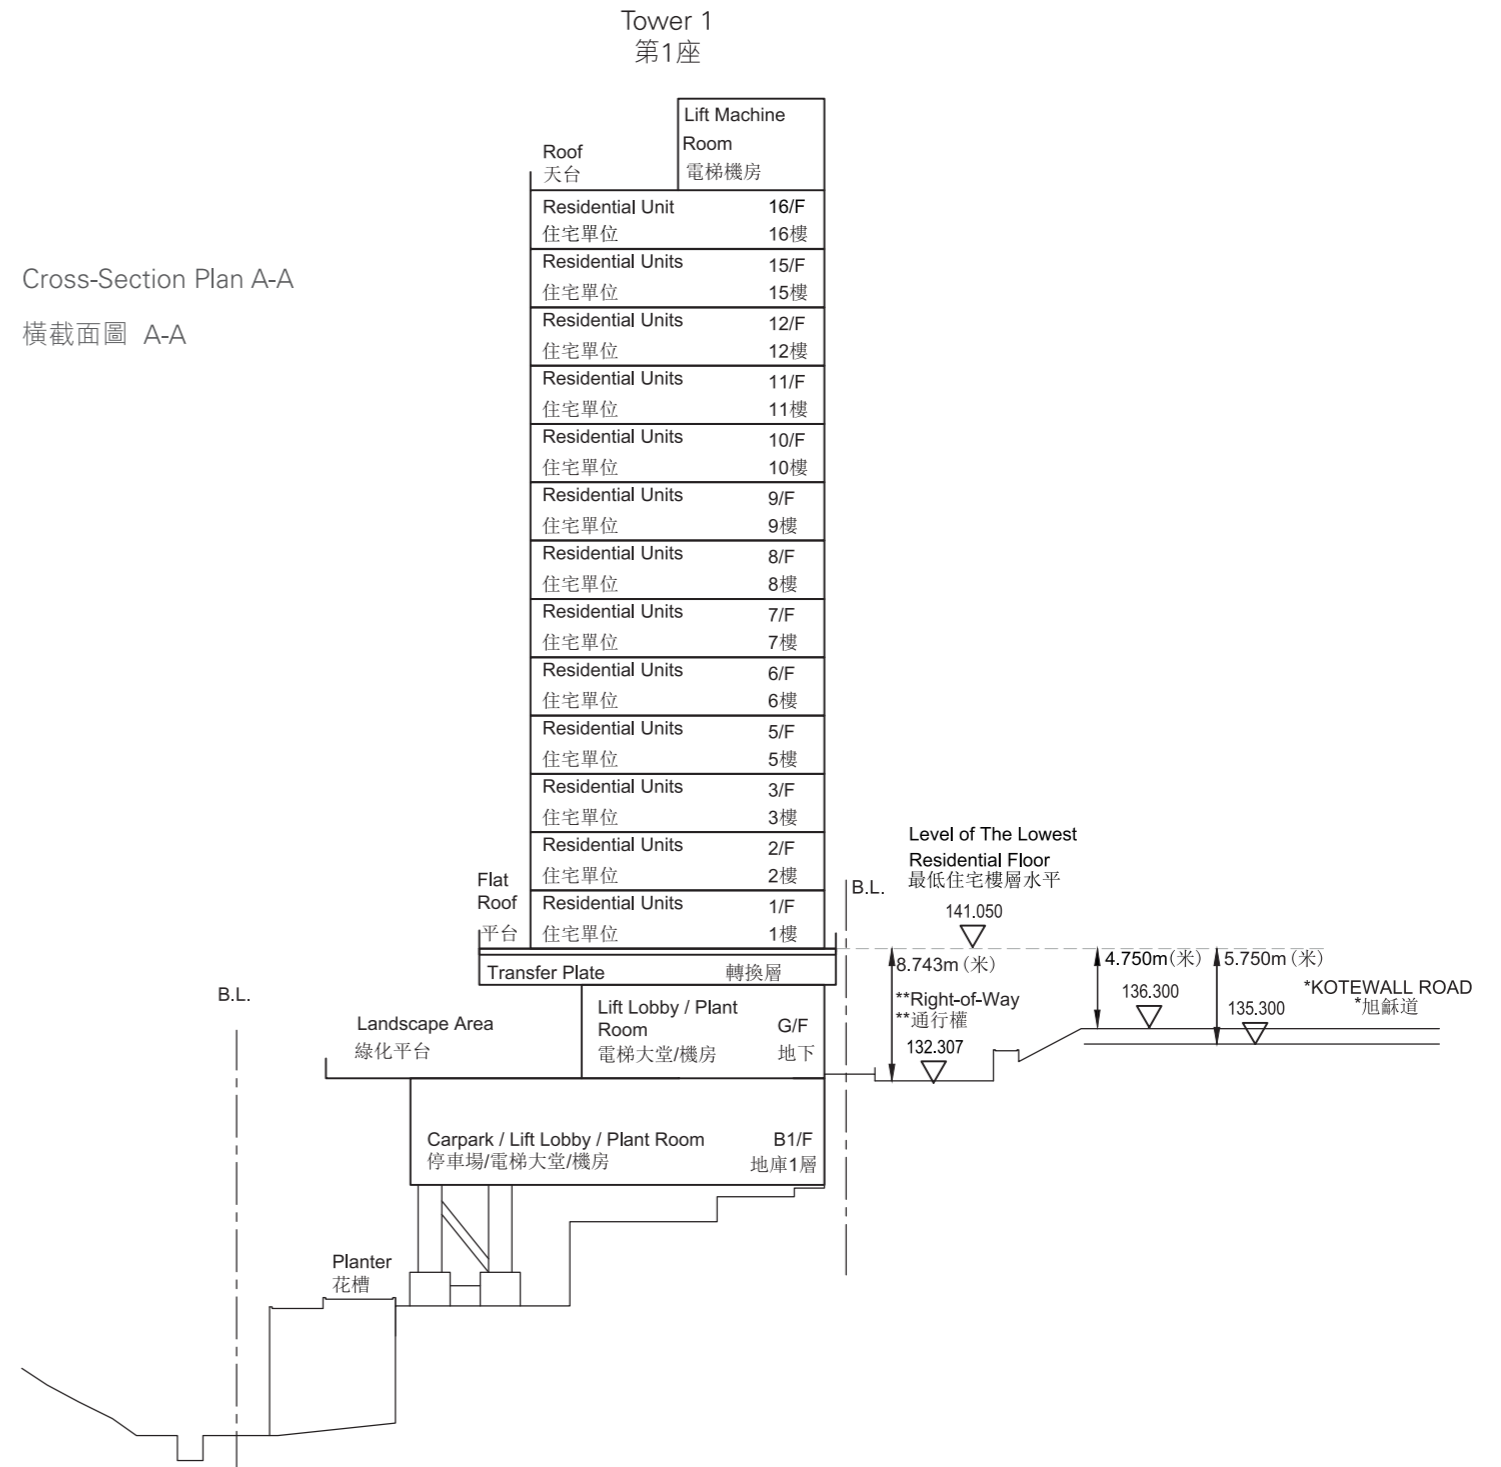 Tower 1
第1座
Lift Machine
Room
電梯機房
Roof
天台
Residential Unit 16/F
住宅單位 16樓
Cross-Section Plan A-A
橫截面圖 A-A
Residential Units 15/F
住宅單位 15樓
Residential Units 12/F
住宅單位 12樓
Residential Units 11/F
住宅單位 11樓
Residential Units 10/F
住宅單位 10樓
Residential Units 9/F
住宅單位 9樓
Residential Units 8/F
住宅單位 8樓
Residential Units 7/F
住宅單位 7樓
Residential Units 6/F
住宅單位 6樓
Residential Units 5/F
住宅單位 5樓
Residential Units 3/F
住宅單位 3樓
Residential Units 2/F
住宅單位 2樓
Flat
Roof
平台
Residential Units 1/F
住宅單位 1樓
B.L.
Level of The Lowest
Residential Floor
最低住宅樓層水平
141.050
Transfer Plate 轉換層
8.743m (米)
4.750m(米)
5.750m (米)
**Right-of-Way
**通行權
132.307
136.300
135.300
*KOTEWALL ROAD
*旭龢道
B.L.
Landscape Area
綠化平台
Lift Lobby / Plant
Room
電梯大堂/機房
G/F
地下
Carpark / Lift Lobby / Plant Room B1/F
停車場/電梯大堂/機房 地庫1層
Planter
花槽